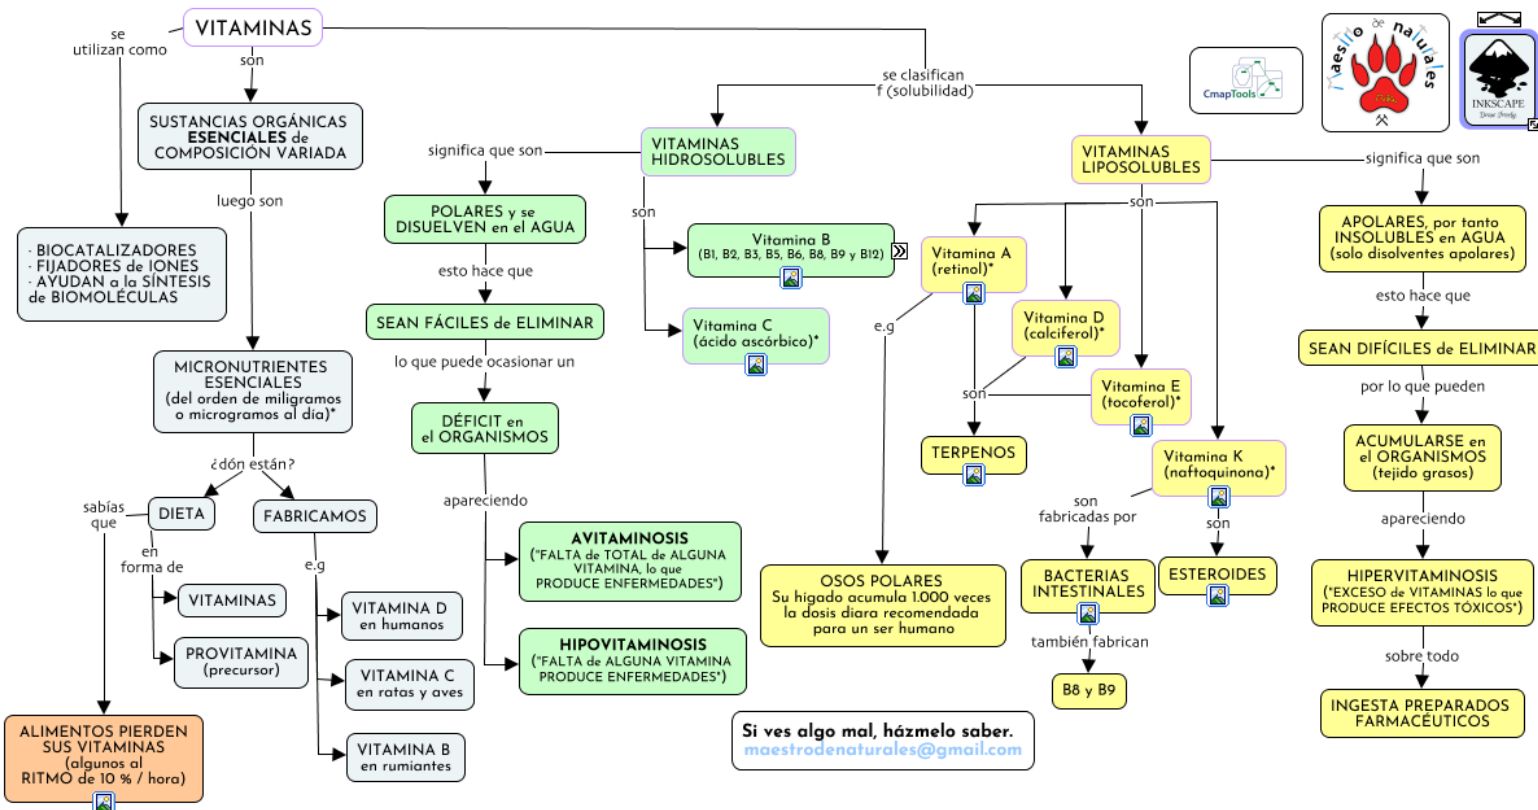 VITAMINAS
se
utilizan como
son
SUSTANCIAS ORGÁNICAS
ESENCIALES de
COMPOSICIÓN VARIADA
luego son
· BIOCATALIZADORES
· FIJADORES de IONES
· AYUDAN a la SÍNTESIS
de BIOMOLÉCULAS
MICRONUTRIENTES
ESENCIALES
(del orden de miligramos
o microgramos al día)*
¿dón están?
sabías
que
DIETA
FABRICAMOS
en
forma de
VITAMINAS
PROVITAMINA
(precursor)
e.g
VITAMINA D
en humanos
VITAMINA C
en ratas y aves
VITAMINA B
en rumiantes
ALIMENTOS PIERDEN
SUS VITAMINAS
(algunos al
RITMO de 10 % / hora)
se clasifican
f (solubilidad)
VITAMINAS
HIDROSOLUBLES
significa que son
POLARES y se
DISUELVEN en el AGUA
esto hace que
SEAN FÁCILES de ELIMINAR
lo que puede ocasionar un
DÉFICIT en
el ORGANISMOS
apareciendo
AVITAMINOSIS
("FALTA de TOTAL de ALGUNA
VITAMINA, lo que
PRODUCE ENFERMEDADES")
HIPOVITAMINOSIS
("FALTA de ALGUNA VITAMINA
PRODUCE ENFERMEDADES")
son
Vitamina B
(B1, B2, B3, B5, B6, B8, B9 y B12)
Vitamina C
(ácido ascórbico)*
VITAMINAS
LIPOSOLUBLES
son
Vitamina A
(retinol)*
Vitamina D
(calciferol)*
Vitamina E
(tocoferol)*
Vitamina K
(naftoquinona)*
e.g
son
TERPENOS
OSOS POLARES
Su hígado acumula 1.000 veces
la dosis diara recomendada
para un ser humano
son
fabricadas por
BACTERIAS
INTESTINALES
también fabrican
B8 y B9
son
ESTEROIDES
significa que son
APOLARES, por tanto
INSOLUBLES en AGUA
(solo disolventes apolares)
esto hace que
SEAN DIFÍCILES de ELIMINAR
por lo que pueden
ACUMULARSE en
el ORGANISMOS
(tejido grasos)
apareciendo
HIPERVITAMINOSIS
("EXCESO de VITAMINAS lo que
PRODUCE EFECTOS TÓXICOS")
sobre todo
INGESTA PREPARADOS
FARMACÉUTICOS
Si ves algo mal, házmelo saber.
maestrodenaturales@gmail.com
CmapTools
Maestro de naturales
INKSCAPE
Draw Freely.